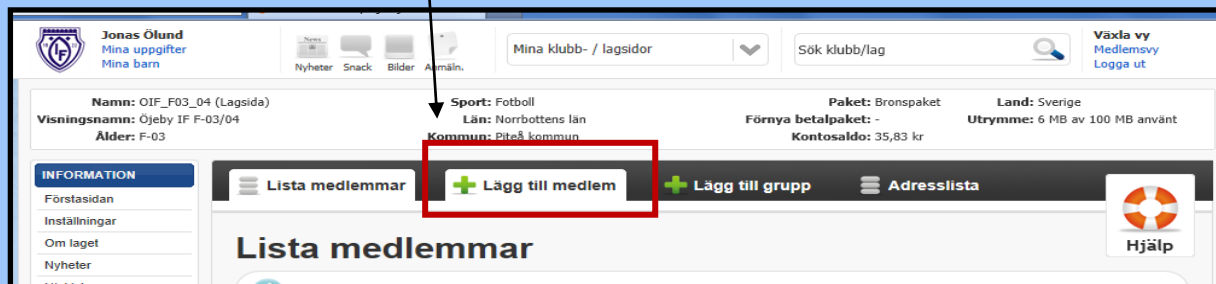 Jonas Ölund
Mina uppgifter
Mina barn
IF
News
Nyheter Snack Bilder Anmäln.
Mina klubb- / lagsidor
Sök klubb/lag
Växla vy
Medlemsvy
Logga ut
Namn: OIF_F03_04 (Lagsida)
Visningsnamn: Öjeby IF F-03/04
Ålder: F-03
Sport: Fotboll
Län: Norrbottens län
Kommun: Piteå kommun
Paket: Bronspaket
Förnya betalpaket: -
Kontosaldo: 35,83 kr
Land: Sverige
Utrymme: 6 MB av 100 MB använt
INFORMATION
Förstasidan
Inställningar
Om laget
Nyheter
Lista medlemmar
Lägg till medlem
Lägg till grupp
Adresslista
Lista medlemmar
Hjälp